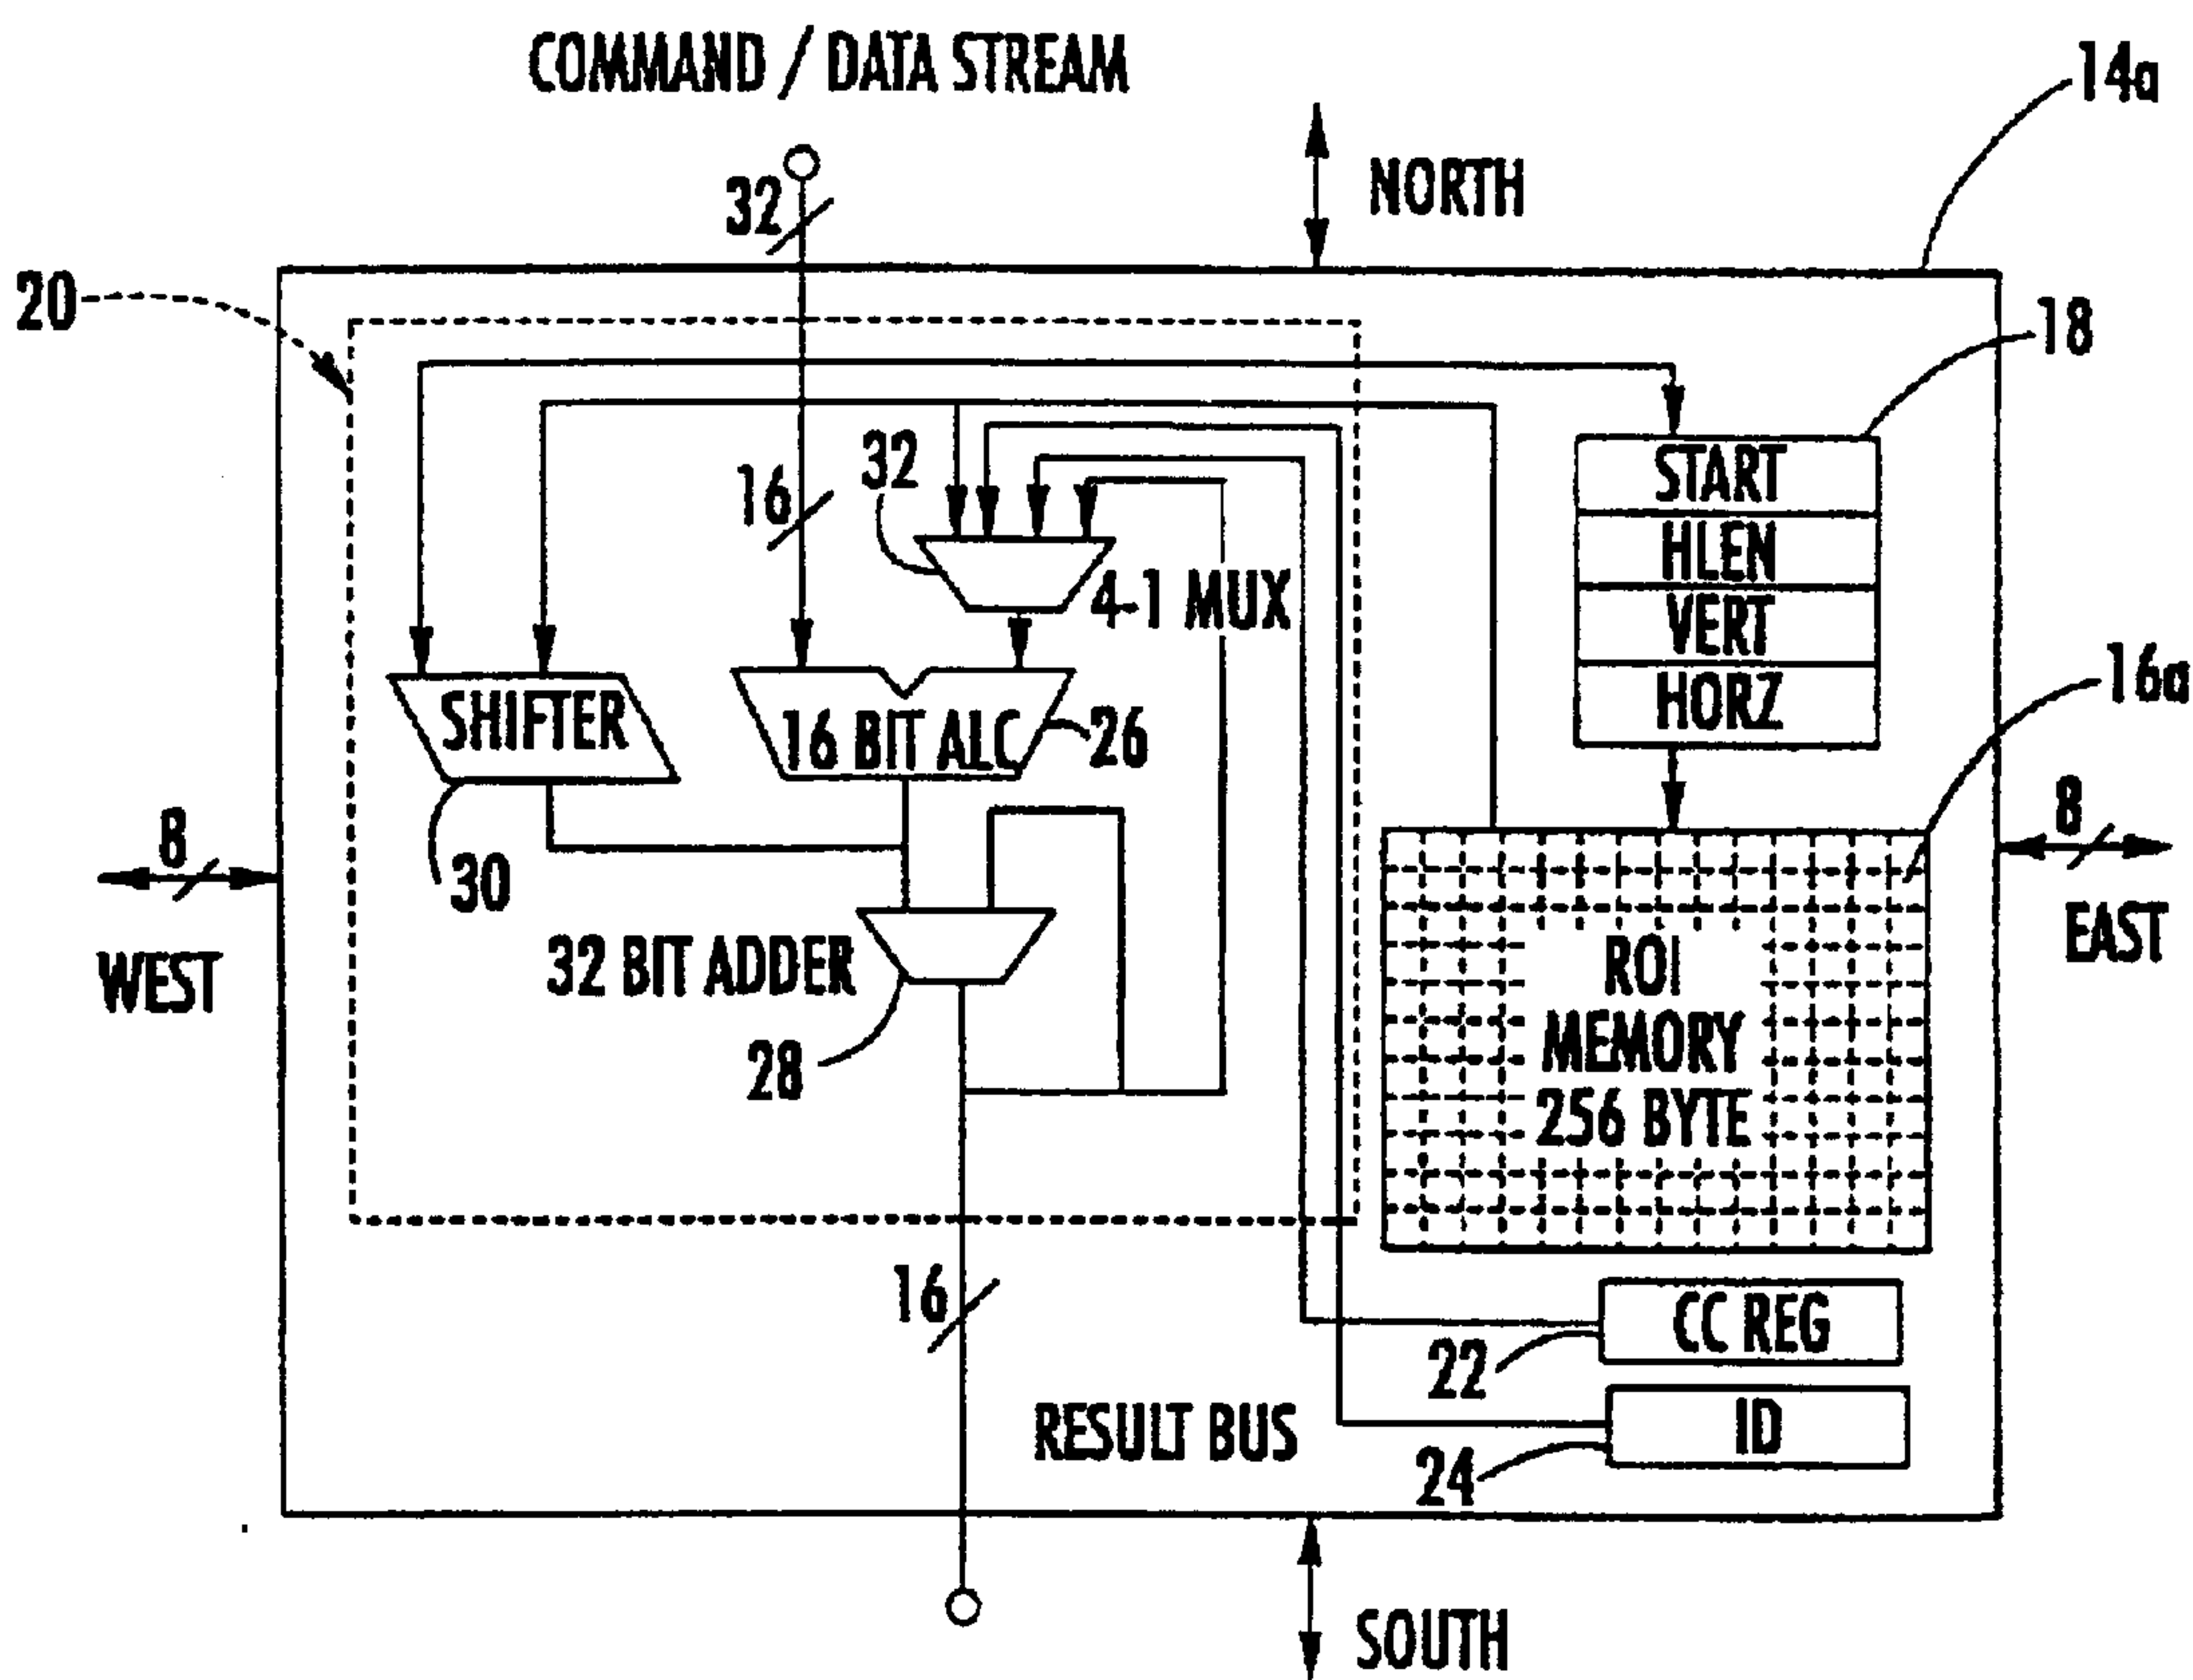 COMMAND / DATA STREAM
14a
NORTH
32
20
18
32
16
START
HLEN
VERT
HORZ
4-1 MUX
16a
SHIFTER
16 BIT ALC
26
8
8
30
ROI
MEMORY
256 BYTE
EAST
WEST
32 BIT ADDER
28
16
CC REG
22
RESULT BUS
ID
24
SOUTH